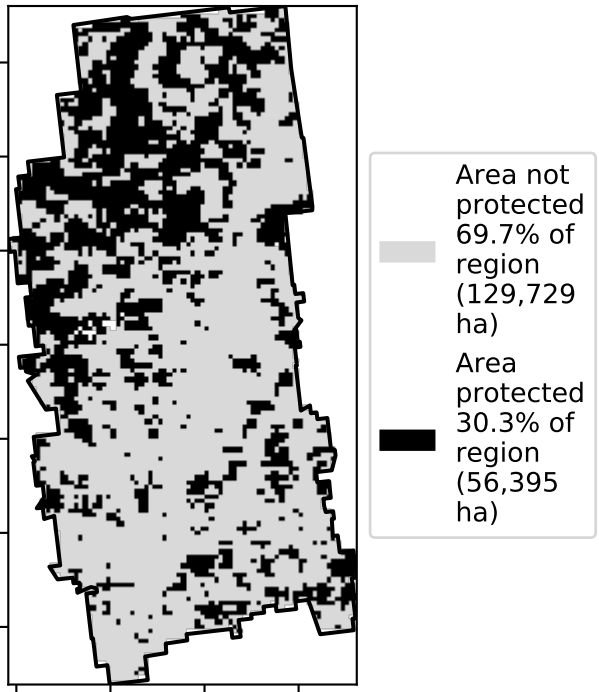 Area not
protected
69.7% of
region
(129,729
ha)
Area
protected
30.3% of
region
(56,395
ha)